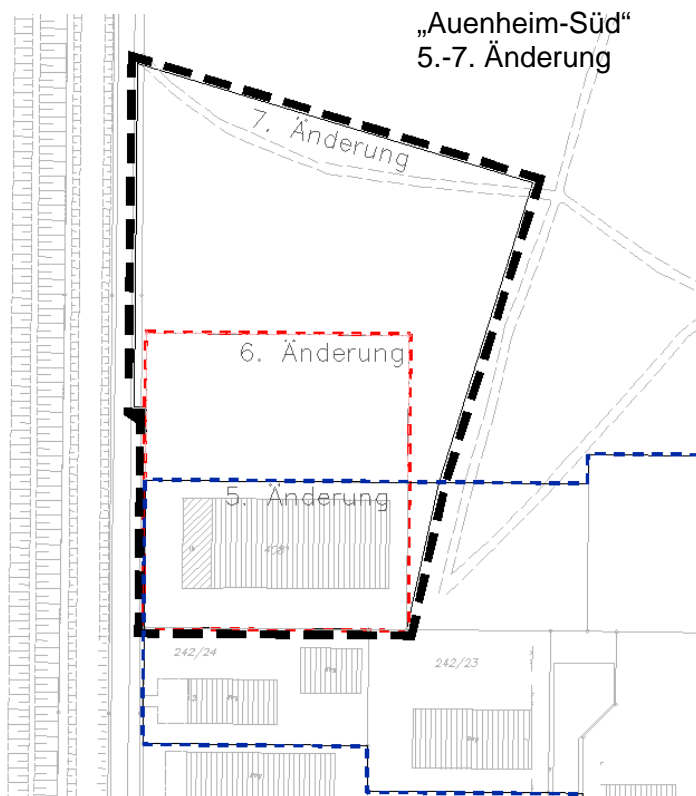 „Auenheim-Süd“
5.-7. Änderung
7. Änderung
6. Änderung
5. Änderung
242/24
242/23